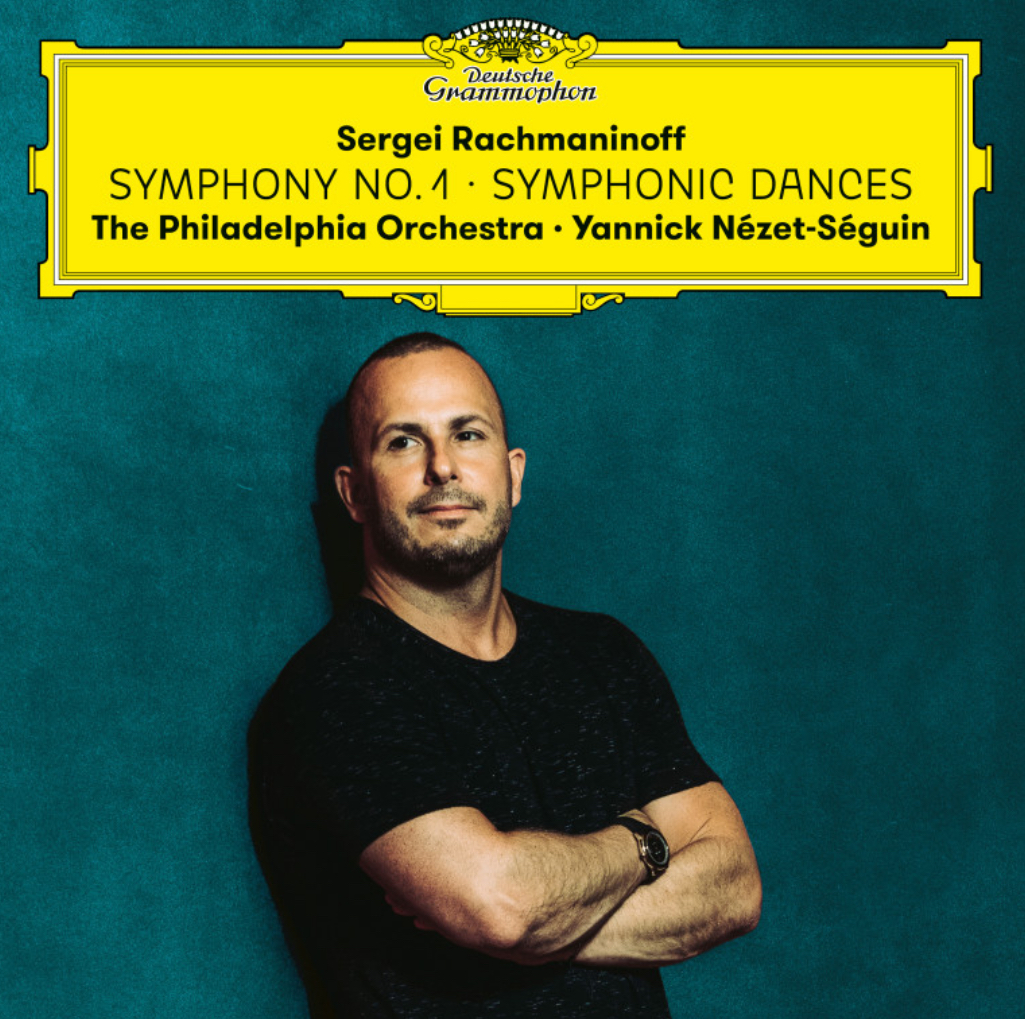 Deutsche
Grammophon
Sergei Rachmaninoff
SYMPHONY NO. 1 · SYMPHONIC DANCES
The Philadelphia Orchestra · Yannick Nézet-Séguin